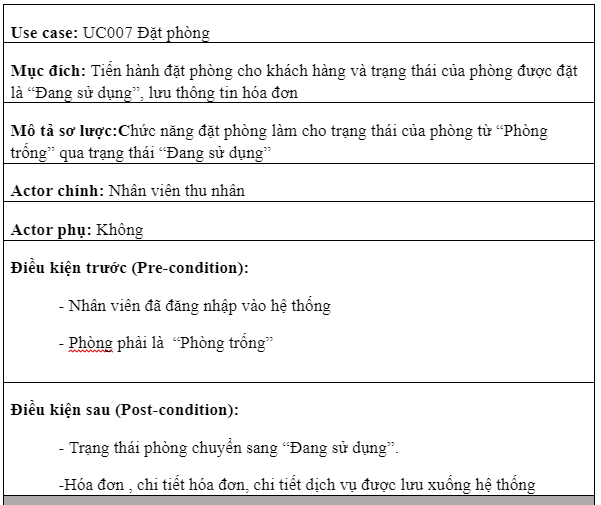 Use case: UC007 Đặt phòng
Mục đích: Tiến hành đặt phòng cho khách hàng và trạng thái của phòng được đặt
là “Đang sử dụng”, lưu thông tin hóa đơn
Mô tả sơ lược:Chức năng đặt phòng làm cho trạng thái của phòng từ “Phòng
trống” qua trạng thái “Đang sử dụng”
Actor chính: Nhân viên thu nhân
Actor phụ: Không
Điều kiện trước (Pre-condition):
- Nhân viên đã đăng nhập vào hệ thống
- Phòng phải là “Phòng trống”
Điều kiện sau (Post-condition):
- Trạng thái phòng chuyển sang “Đang sử dụng”.
-Hóa đơn , chi tiết hóa đơn, chi tiết dịch vụ được lưu xuống hệ thống